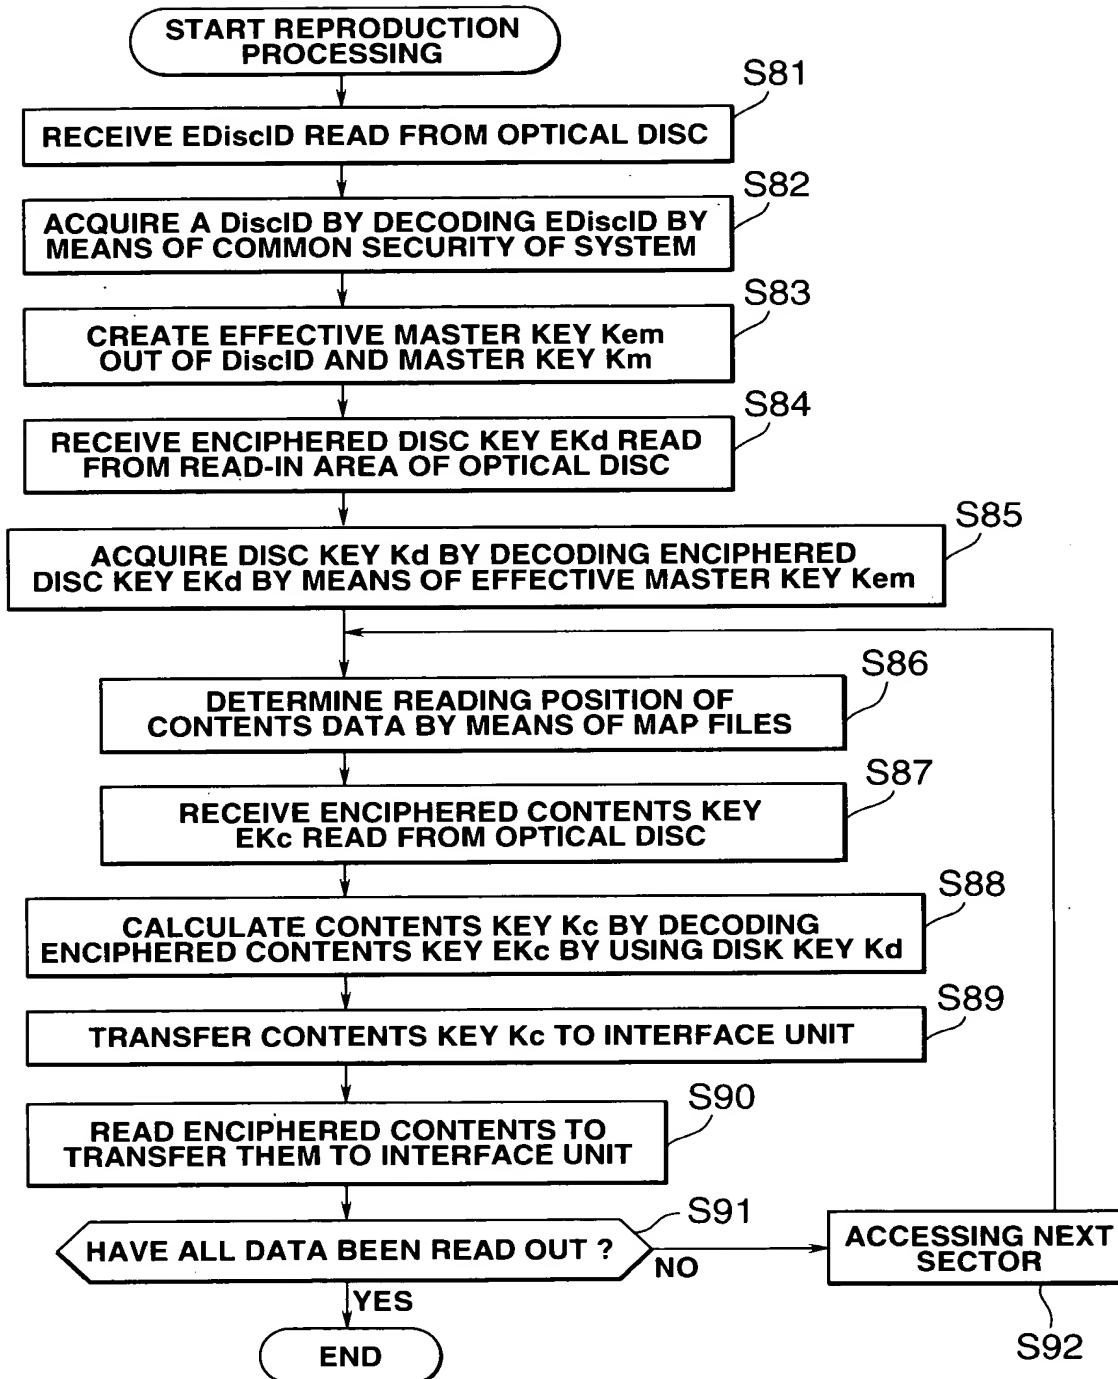 START REPRODUCTION
PROCESSING
S81
RECEIVE EDiscID READ FROM OPTICAL DISC
S82
ACQUIRE A DiscID BY DECODING EDiscID BY
MEANS OF COMMON SECURITY OF SYSTEM
S83
CREATE EFFECTIVE MASTER KEY Kem
OUT OF DiscID AND MASTER KEY Km
S84
RECEIVE ENCIPHERED DISC KEY EKd READ
FROM READ-IN AREA OF OPTICAL DISC
S85
ACQUIRE DISC KEY Kd BY DECODING ENCIPHERED
DISC KEY EKd BY MEANS OF EFFECTIVE MASTER KEY Kem
S86
DETERMINE READING POSITION OF
CONTENTS DATA BY MEANS OF MAP FILES
S87
RECEIVE ENCIPHERED CONTENTS KEY
EKc READ FROM OPTICAL DISC
S88
CALCULATE CONTENTS KEY Kc BY DECODING
ENCIPHERED CONTENTS KEY EKc BY USING DISK KEY Kd
S89
TRANSFER CONTENTS KEY Kc TO INTERFACE UNIT
S90
READ ENCIPHERED CONTENTS TO
TRANSFER THEM TO INTERFACE UNIT
S91
HAVE ALL DATA BEEN READ OUT ?
NO
ACCESSING NEXT
SECTOR
S92
YES
END